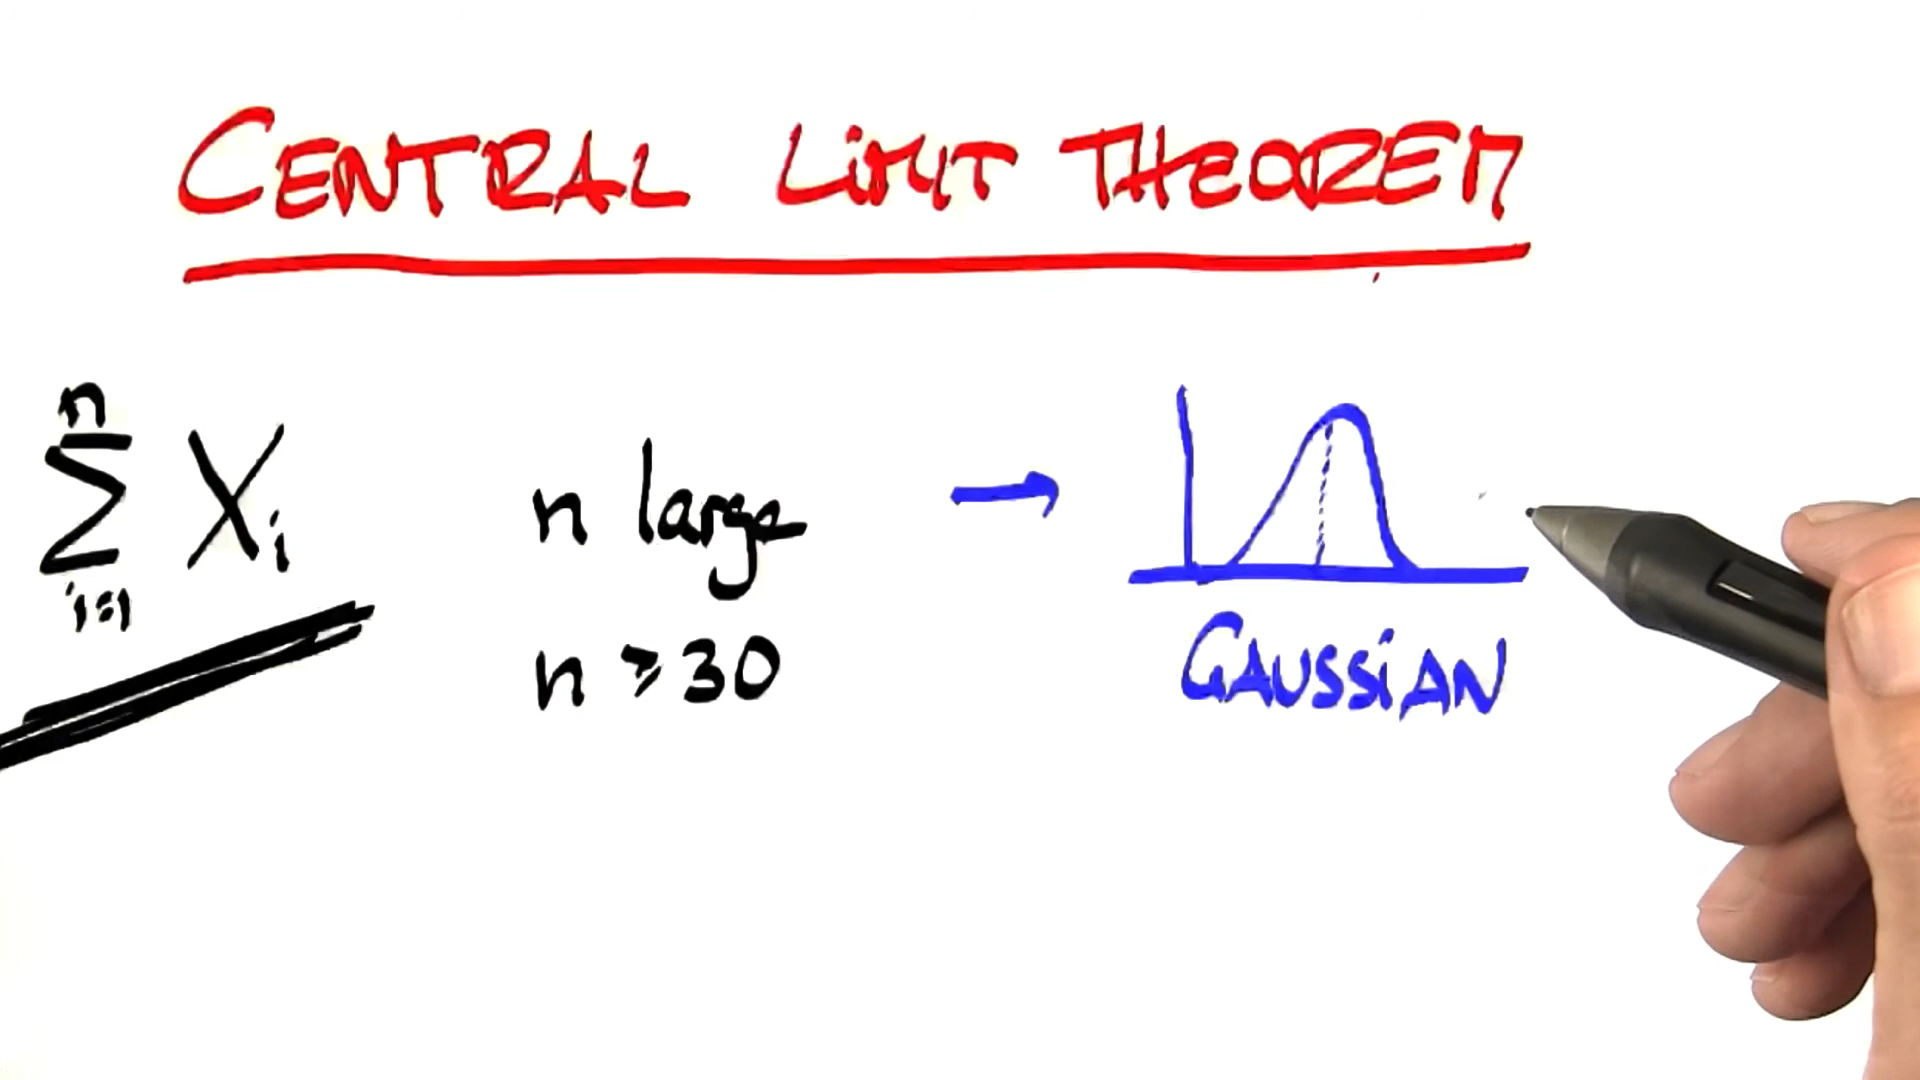 CENTRAL LiMiT THEOREM
n
∑ Xi
i=1
n large
n ≥ 30
→
GAUSSiAN